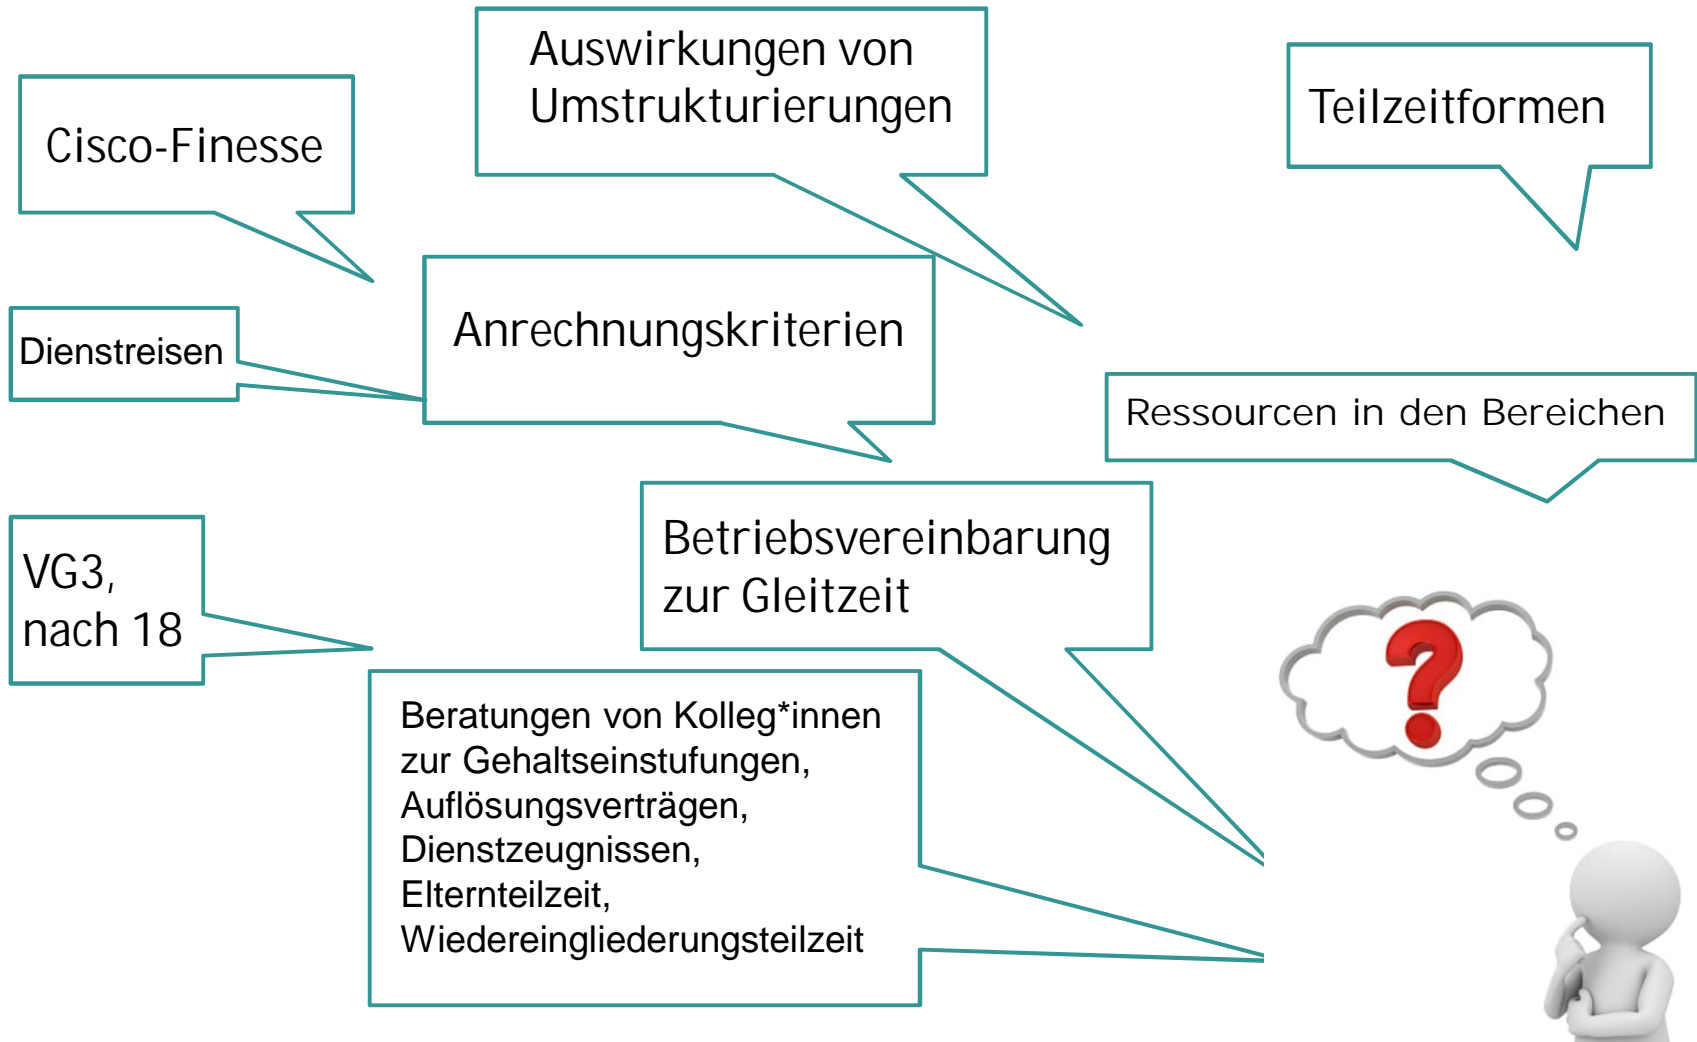 Auswirkungen von
Umstrukturierungen
Teilzeitformen
Cisco-Finesse
Anrechnungskriterien
Dienstreisen
Ressourcen in den Bereichen
Betriebsvereinbarung
zur Gleitzeit
VG3,
nach 18
Beratungen von Kolleg*innen
zur Gehaltseinstufungen,
Auflösungsverträgen,
Dienstzeugnissen,
Elternteilzeit,
Wiedereingliederungsteilzeit
?